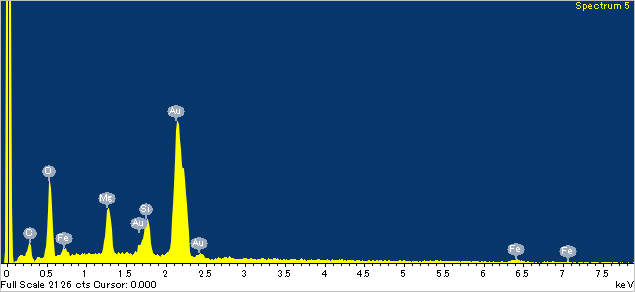 Spectrum 5
Au
O
Mg
Si
Au
C
Fe
Au
Fe
Fe
0 0.5 1 1.5 2 2.5 3 3.5 4 4.5 5 5.5 6 6.5 7 7.5
Full Scale 2126 cts Cursor: 0.000 keV